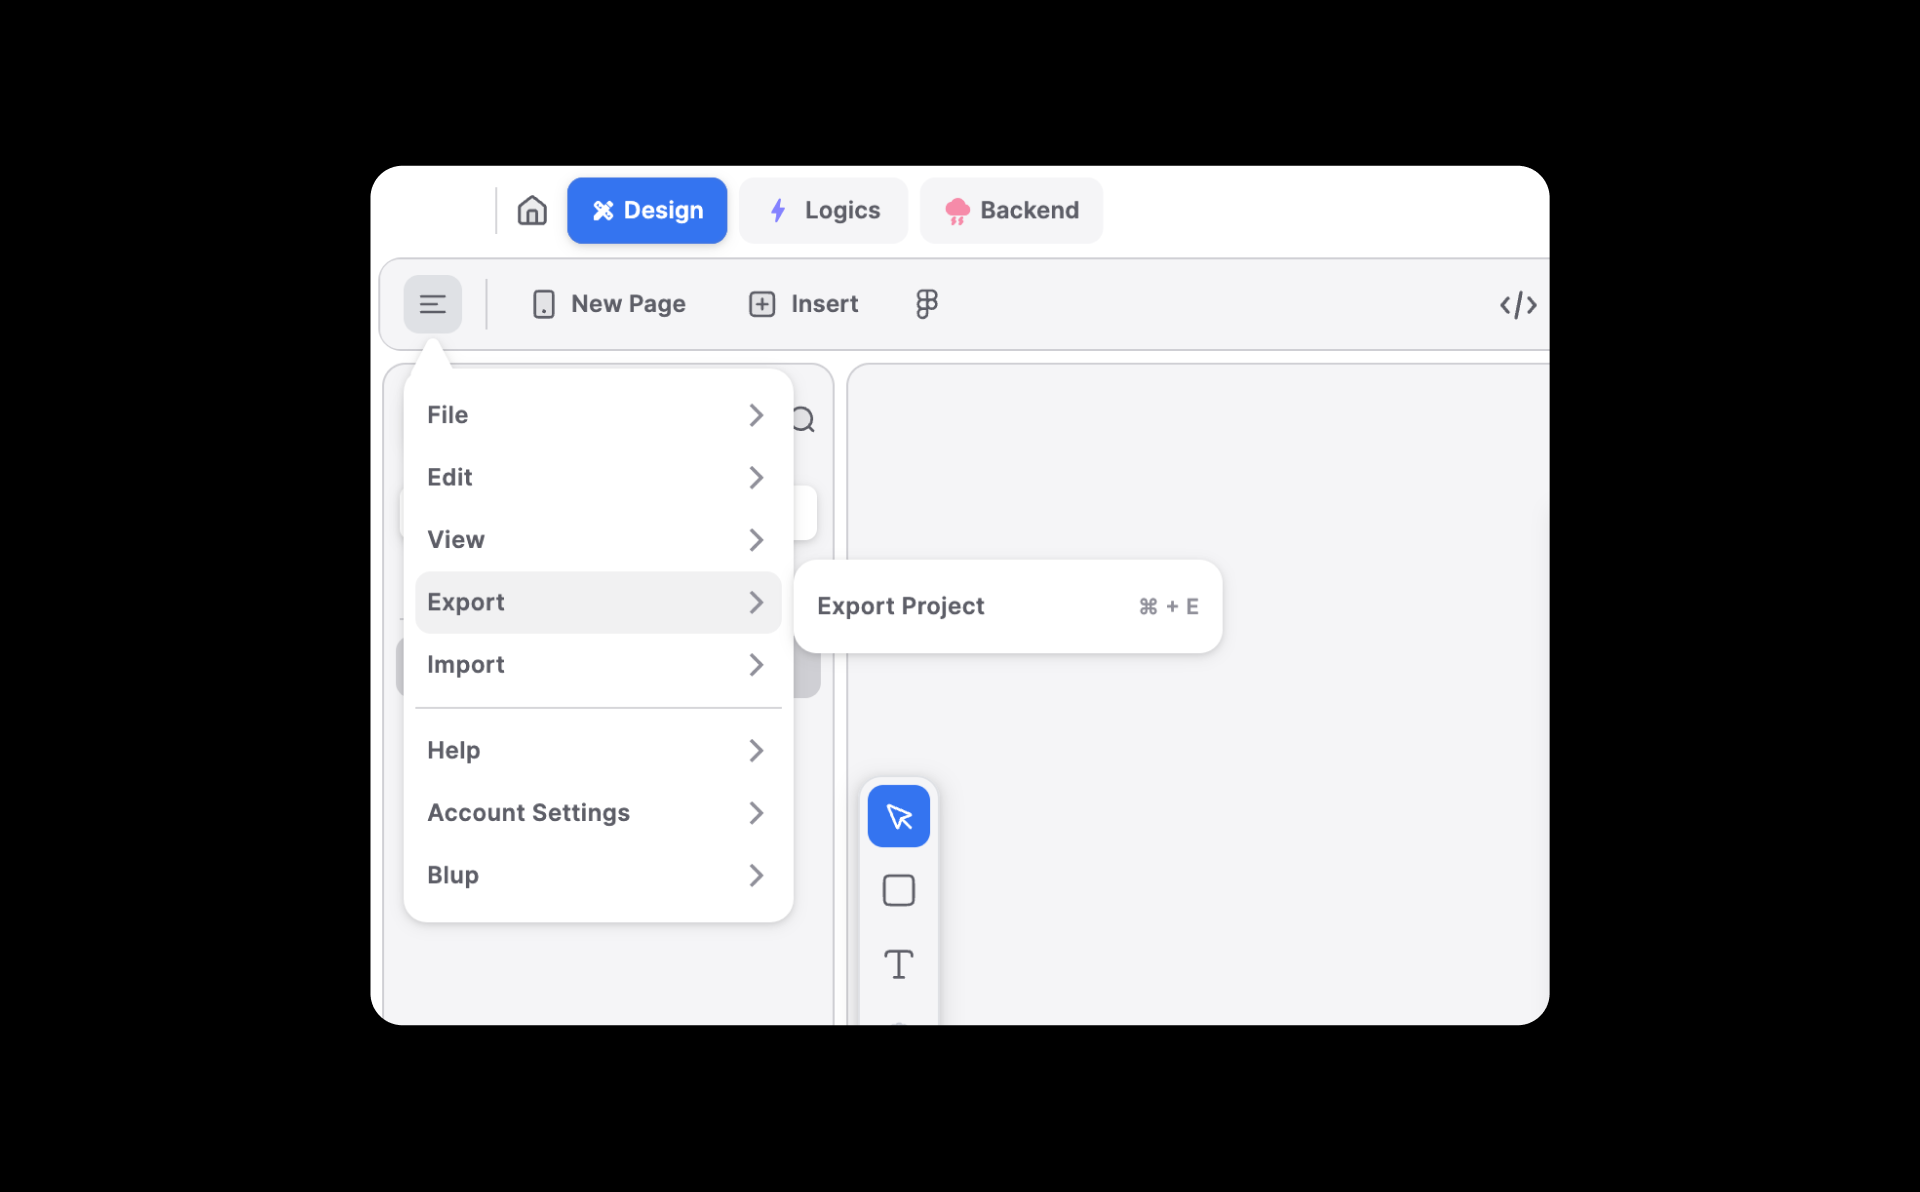 Design
Logics
Backend
New Page
Insert
File
Edit
View
Export
Export Project
⌘ + E
Import
Help
Account Settings
Blup